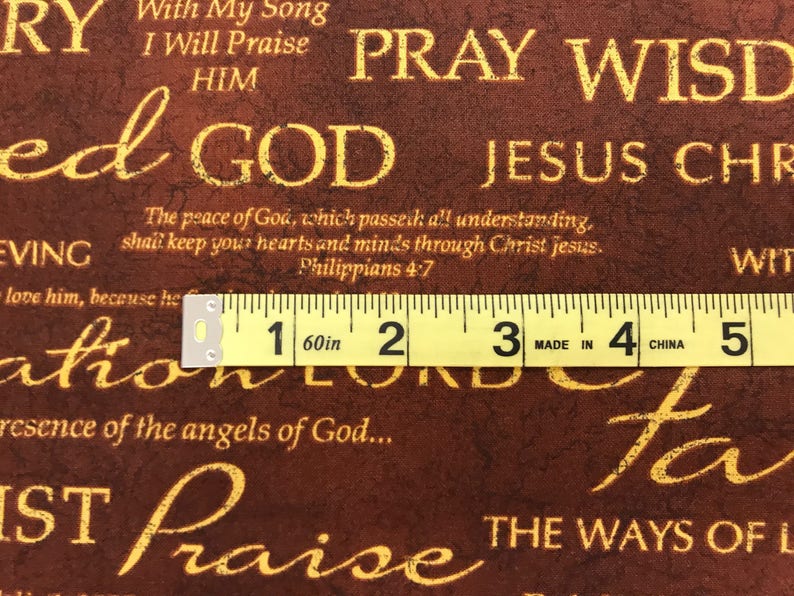 RY
With My Song
I Will Praise
HIM
PRAY
WISD
ed
GOD
JESUS CHR
The peace of God, which passeth all understanding,
shall keep your hearts and minds through Christ Jesus.
Philippians 4:7
EVING
WIT
love him, because he
1 60in 2 3 MADE IN 4 CHINA 5
ation
LORD
resence of the angels of God...
fa
IST
Praise
THE WAYS OF L